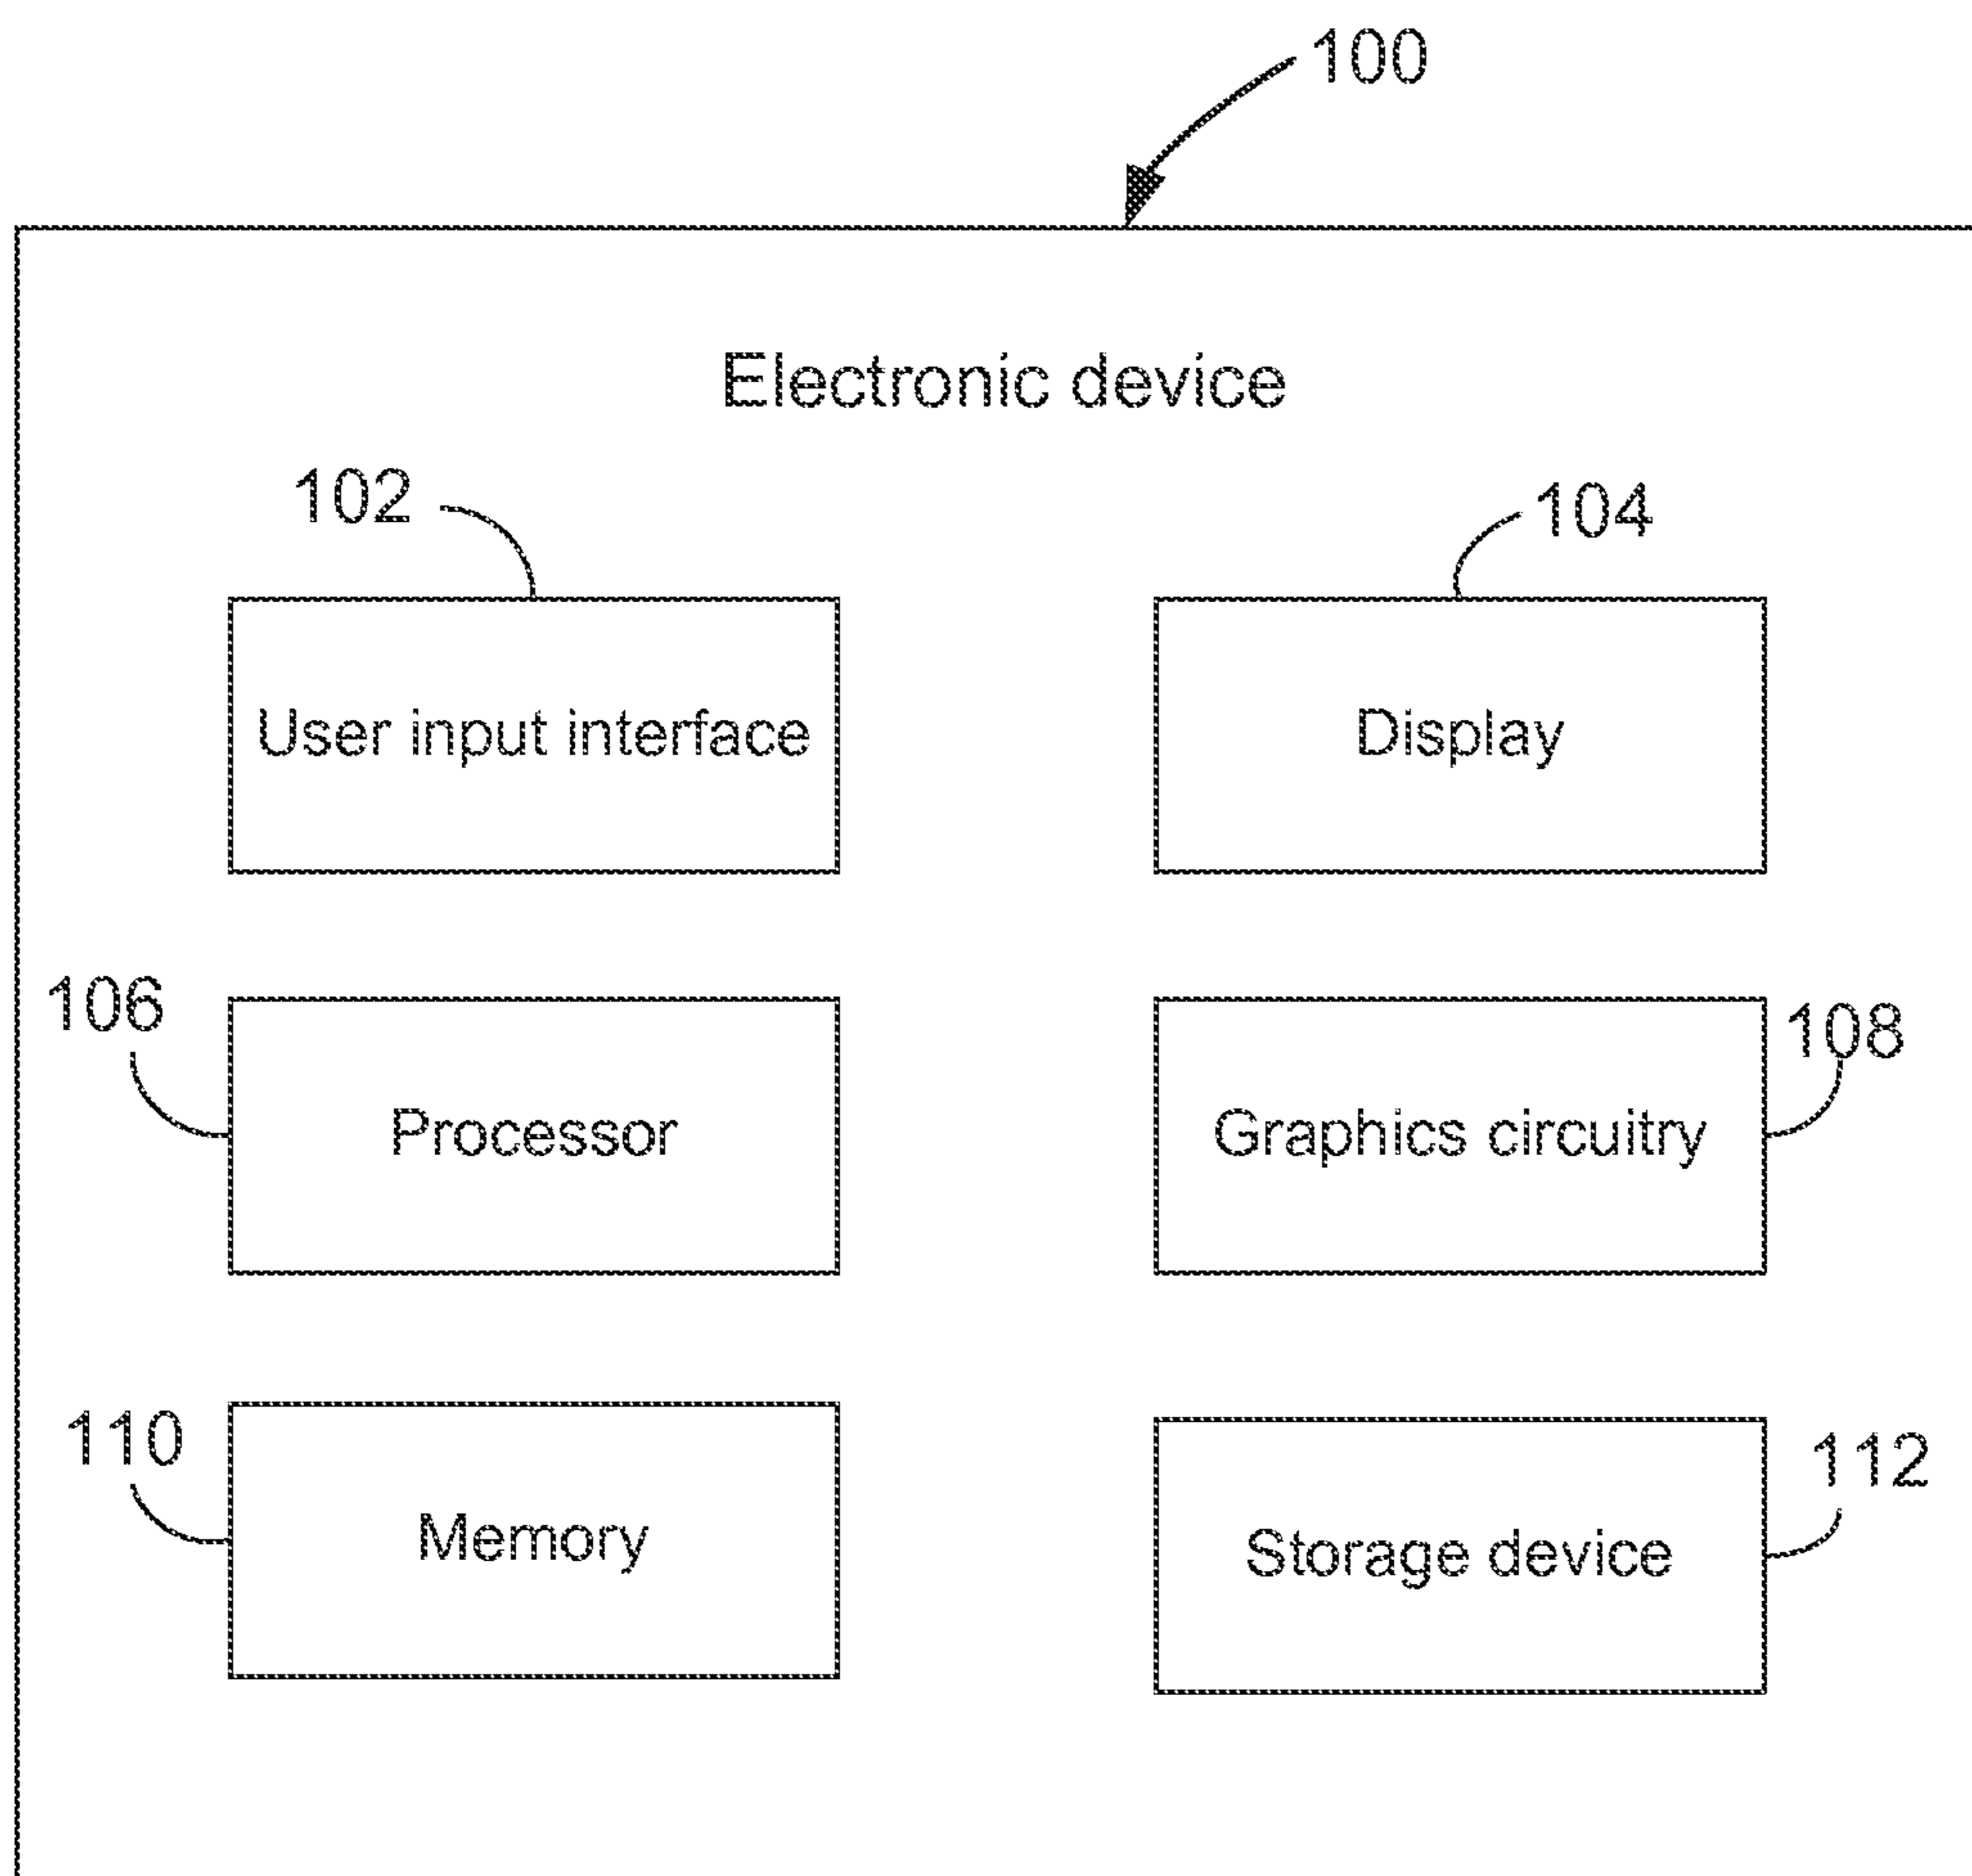 100
Electronic device
102
104
User input interface
Display
106
108
Processor
Graphics circuitry
110
112
Memory
Storage device